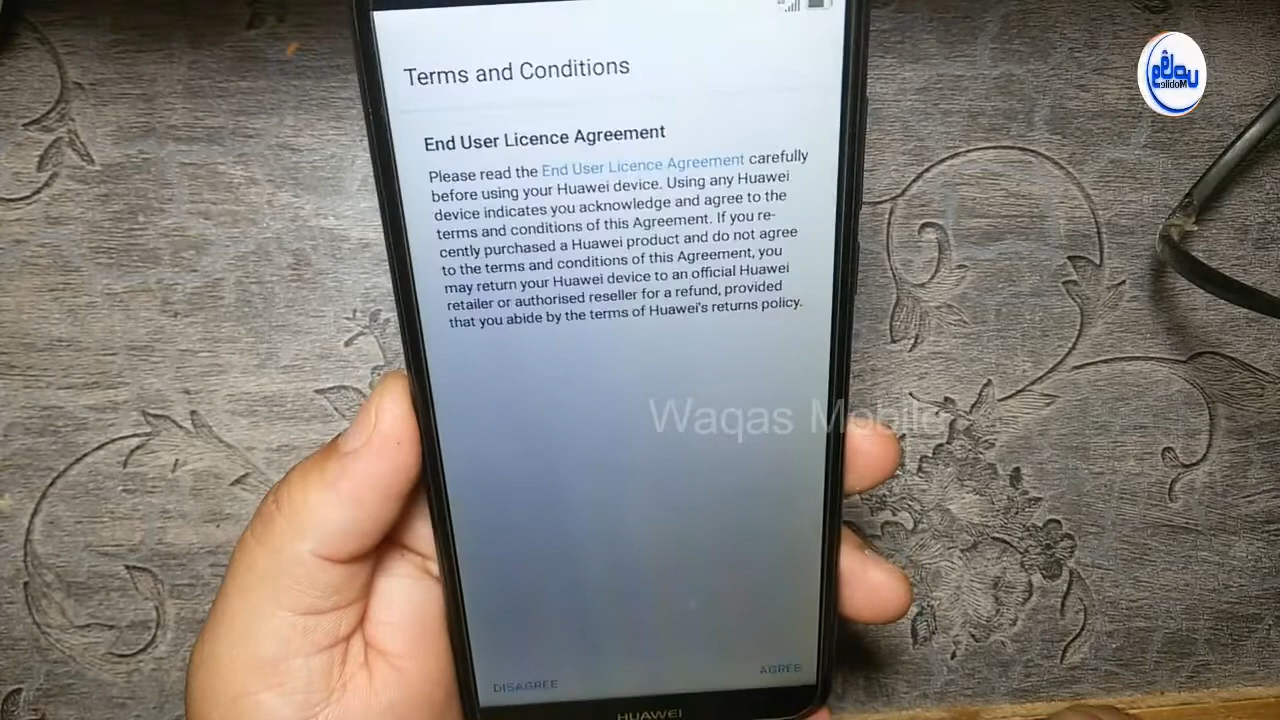 Terms and Conditions
End User Licence Agreement
Please read the End User Licence Agreement carefully
before using your Huawei device. Using any Huawei
device indicates you acknowledge and agree to the
terms and conditions of this Agreement. If you re-
cently purchased a Huawei product and do not agree
to the terms and conditions of this Agreement, you
may return your Huawei device to an official Huawei
retailer or authorised reseller for a refund, provided
that you abide by the terms of Huawei's returns policy.
Waqas Mobile
DISAGREE
AGREE
HUAWEI
Mobile